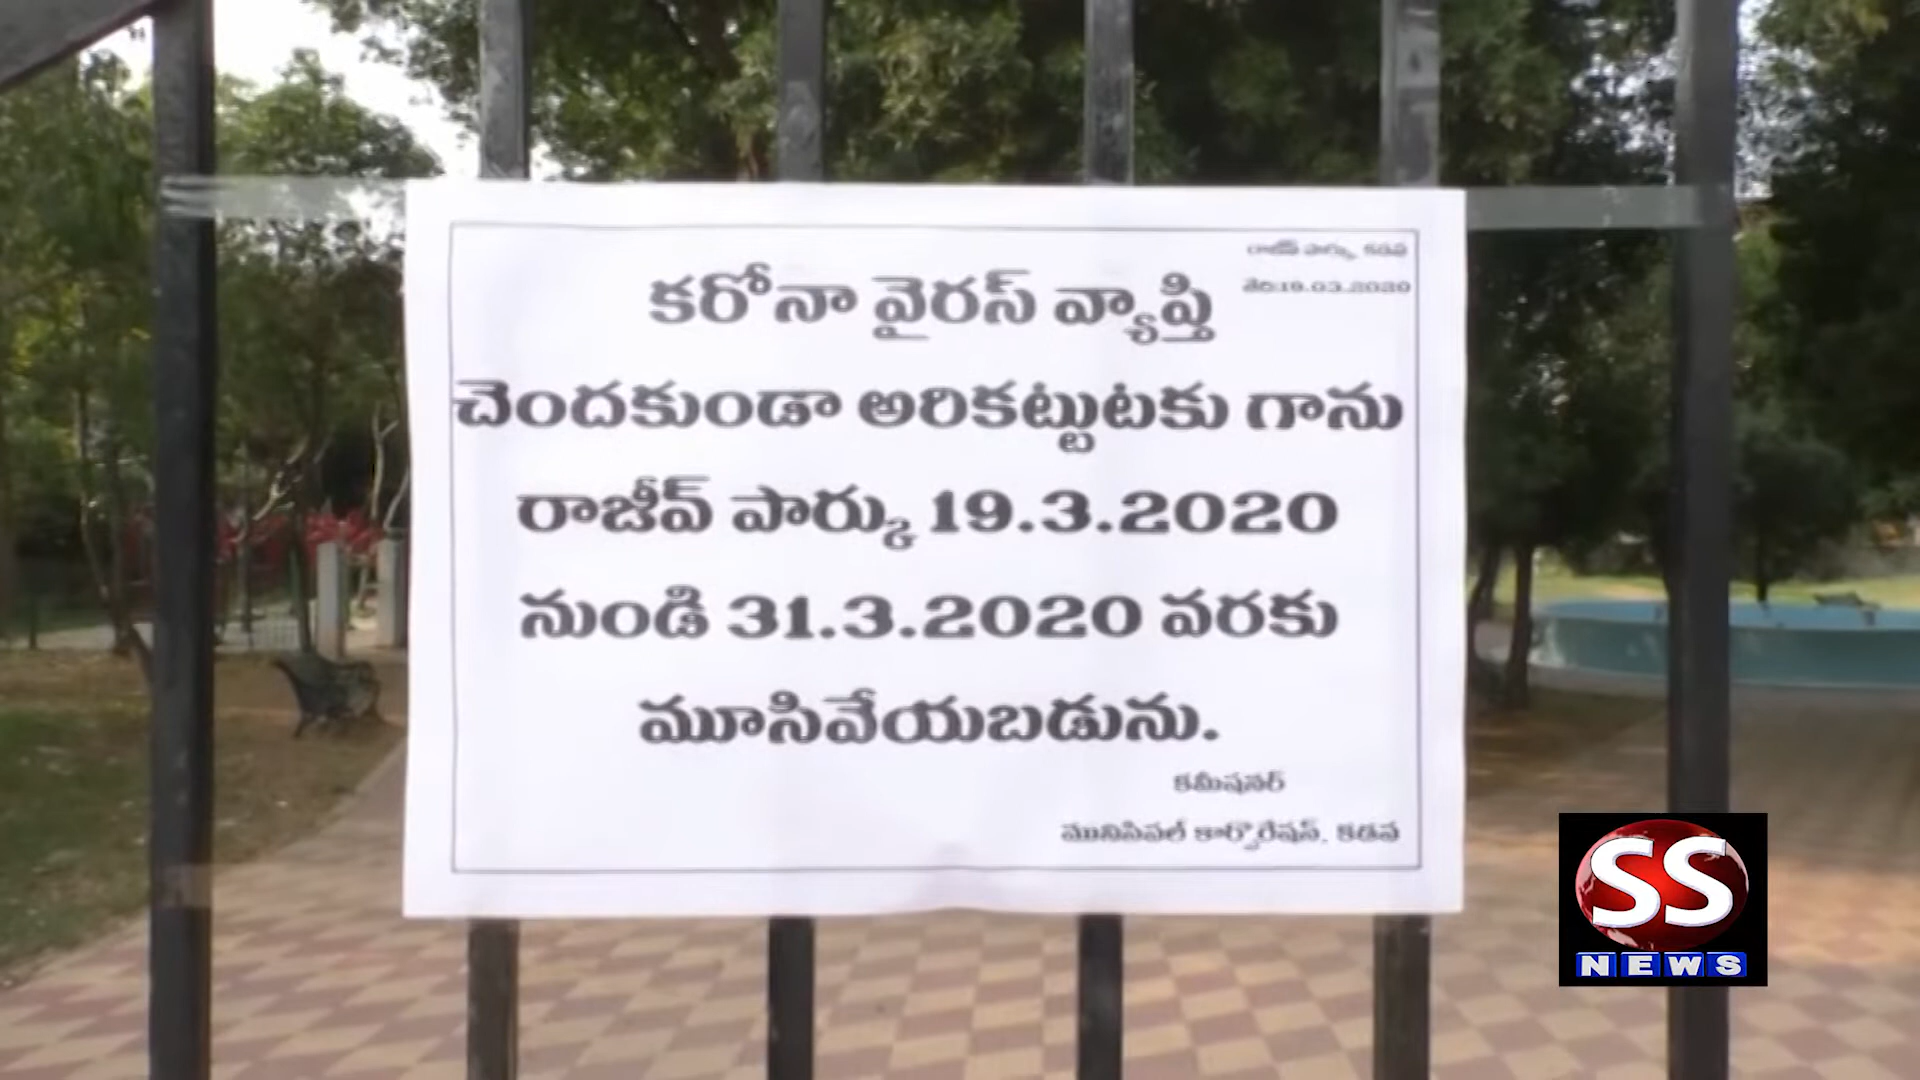 రాజీవ్ పార్కు, కడప
తేది:19.03.2020
కరోనా వైరస్ వ్యాప్తి
చెందకుండా అరికట్టుటకు గాను
రాజీవ్ పార్కు 19.3.2020
నుండి 31.3.2020 వరకు
మూసివేయబడును.
కమీషనర్
మునిసిపల్ కార్పొరేషన్, కడప
SS
NEWS